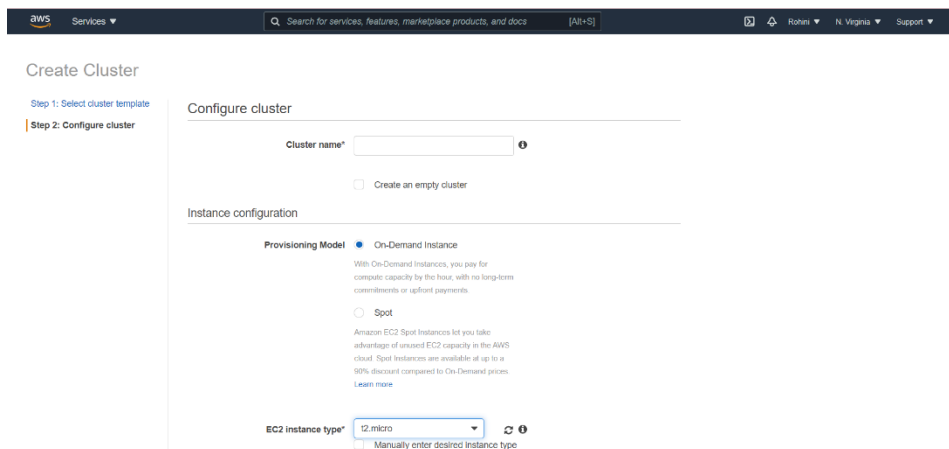 aws Services Search for services, features, marketplace products, and docs [Alt+S] Rohini N. Virginia Support
Create Cluster
Step 1: Select cluster template
Step 2: Configure cluster
Configure cluster
Cluster name*
Create an empty cluster
Instance configuration
Provisioning Model On-Demand Instance
With On-Demand Instances, you pay for
compute capacity by the hour, with no long-term
commitments or upfront payments.
Spot
Amazon EC2 Spot Instances let you take
advantage of unused EC2 capacity in the AWS
cloud. Spot Instances are available at up to a
90% discount compared to On-Demand prices.
Learn more
EC2 instance type* t2.micro
Manually enter desired instance type